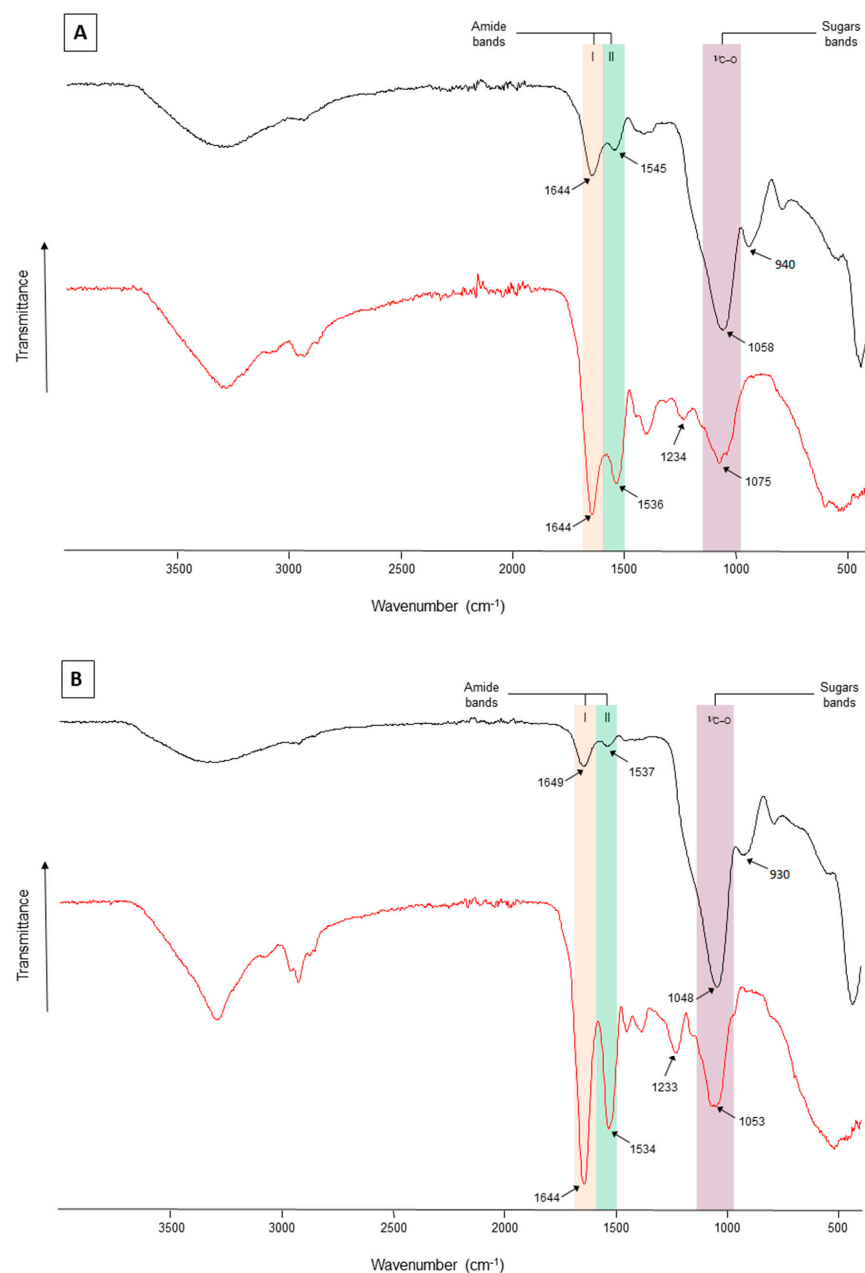 A
Amide
bands
Sugars
bands
I
II
νC–O
1644
1545
940
1058
1234
1075
1644
1536
Transmittance
3500
3000
2500
2000
1500
1000
500
Wavenumber (cm-1)
B
Amide
bands
Sugars
bands
I
II
νC–O
1649
1537
930
1048
1233
1053
1534
1644
Transmittance
3500
3000
2500
2000
1500
1000
500
Wavenumber (cm-1)